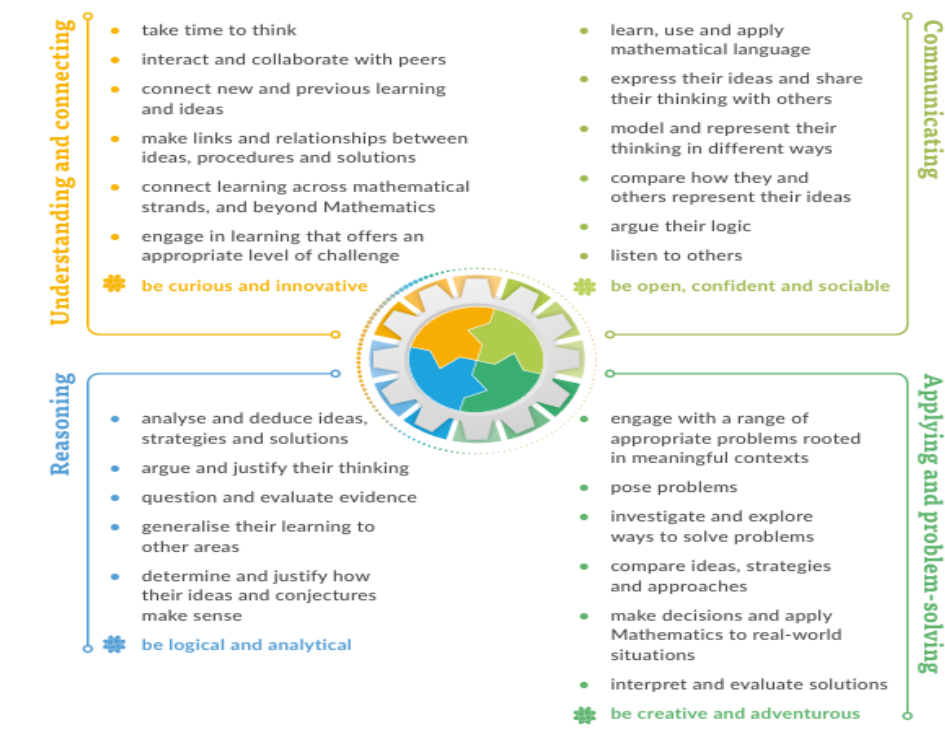 Understanding and connecting
take time to think
interact and collaborate with peers
connect new and previous learning
and ideas
make links and relationships between
ideas, procedures and solutions
connect learning across mathematical
strands, and beyond Mathematics
engage in learning that offers an
appropriate level of challenge
be curious and innovative
Communicating
learn, use and apply
mathematical language
express their ideas and share
their thinking with others
model and represent their
thinking in different ways
compare how they and
others represent their ideas
argue their logic
listen to others
be open, confident and sociable
Reasoning
analyse and deduce ideas,
strategies and solutions
argue and justify their thinking
question and evaluate evidence
generalise their learning to
other areas
determine and justify how
their ideas and conjectures
make sense
be logical and analytical
Applying and problem-solving
engage with a range of
appropriate problems rooted
in meaningful contexts
pose problems
investigate and explore
ways to solve problems
compare ideas, strategies
and approaches
make decisions and apply
Mathematics to real-world
situations
interpret and evaluate solutions
be creative and adventurous